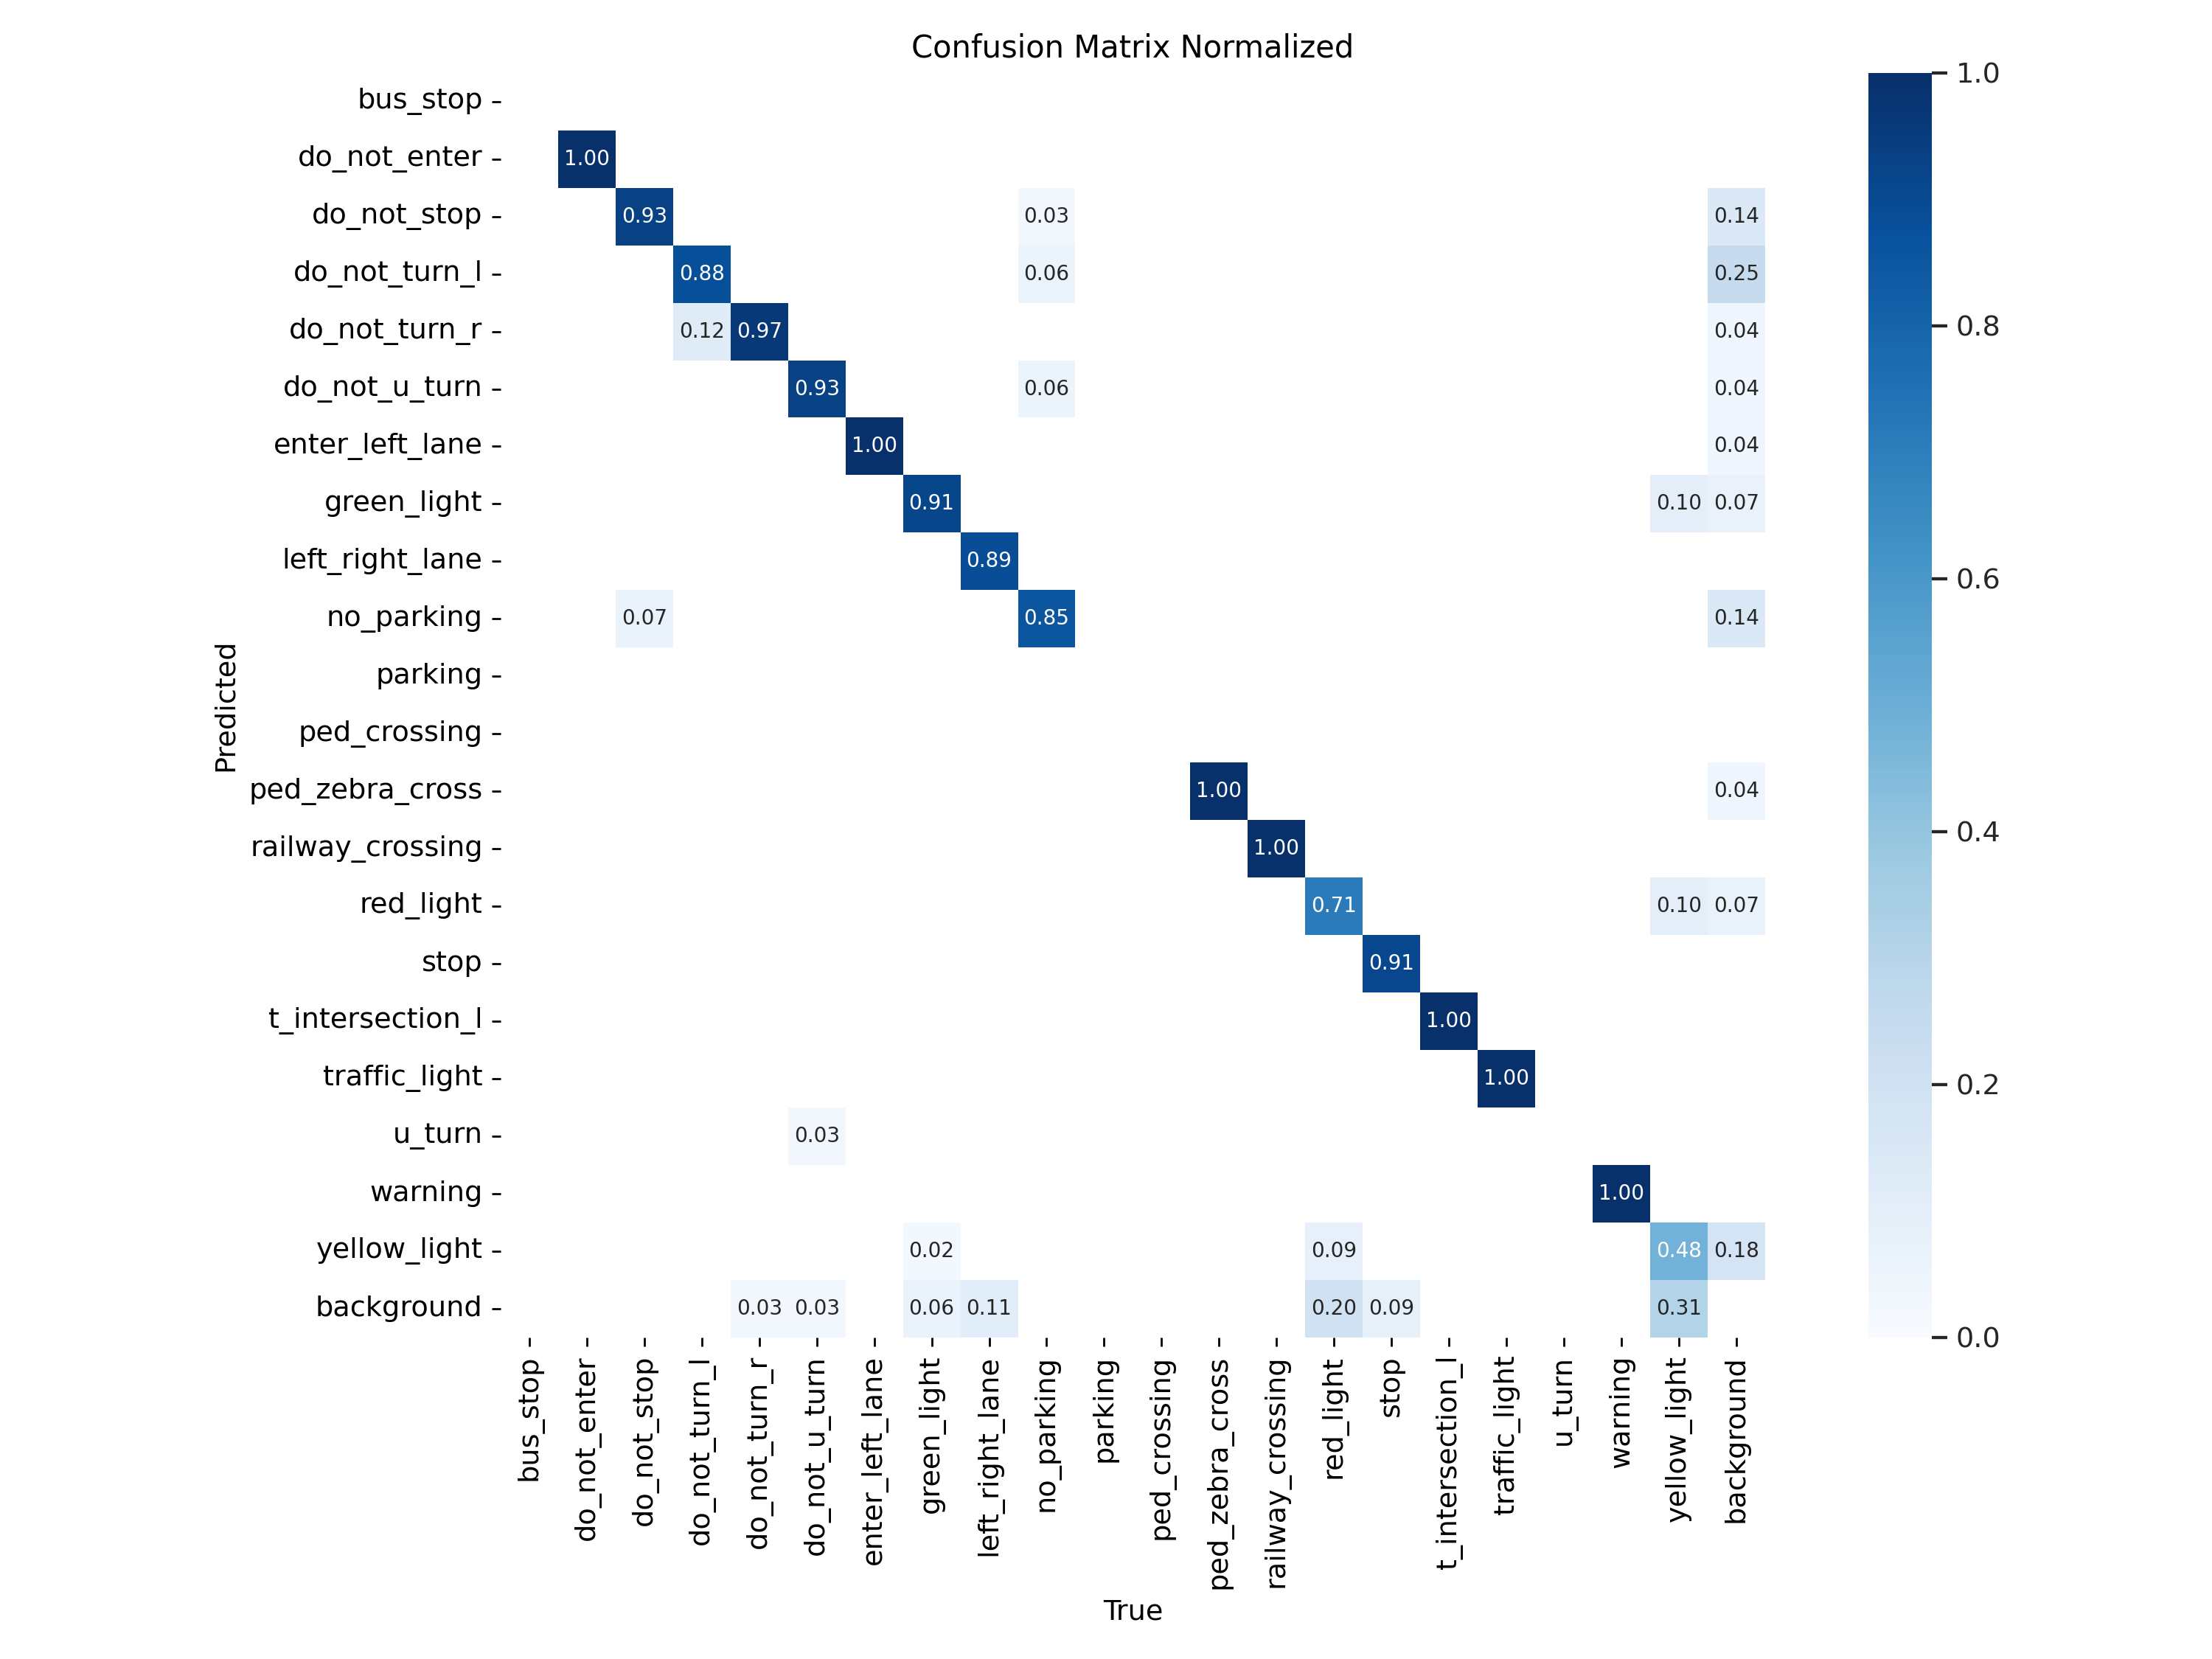 Confusion Matrix Normalized
bus_stop
do_not_enter 1.00
do_not_stop 0.93 0.03 0.14
do_not_turn_l 0.88 0.06 0.25
do_not_turn_r 0.12 0.97 0.04
do_not_u_turn 0.93 0.06 0.04
enter_left_lane 1.00 0.04
green_light 0.91 0.10 0.07
left_right_lane 0.89
no_parking 0.07 0.85 0.14
parking
ped_crossing
ped_zebra_cross 1.00 0.04
railway_crossing 1.00
red_light 0.71 0.10 0.07
stop 0.91
t_intersection_l 1.00
traffic_light 1.00
u_turn 0.03
warning 1.00
yellow_light 0.02 0.09 0.48 0.18
background 0.03 0.03 0.06 0.11 0.20 0.09 0.31
Predicted
bus_stop
do_not_enter
do_not_stop
do_not_turn_l
do_not_turn_r
do_not_u_turn
enter_left_lane
green_light
left_right_lane
no_parking
parking
ped_crossing
ped_zebra_cross
railway_crossing
red_light
stop
t_intersection_l
traffic_light
u_turn
warning
yellow_light
background
True
1.0
0.8
0.6
0.4
0.2
0.0